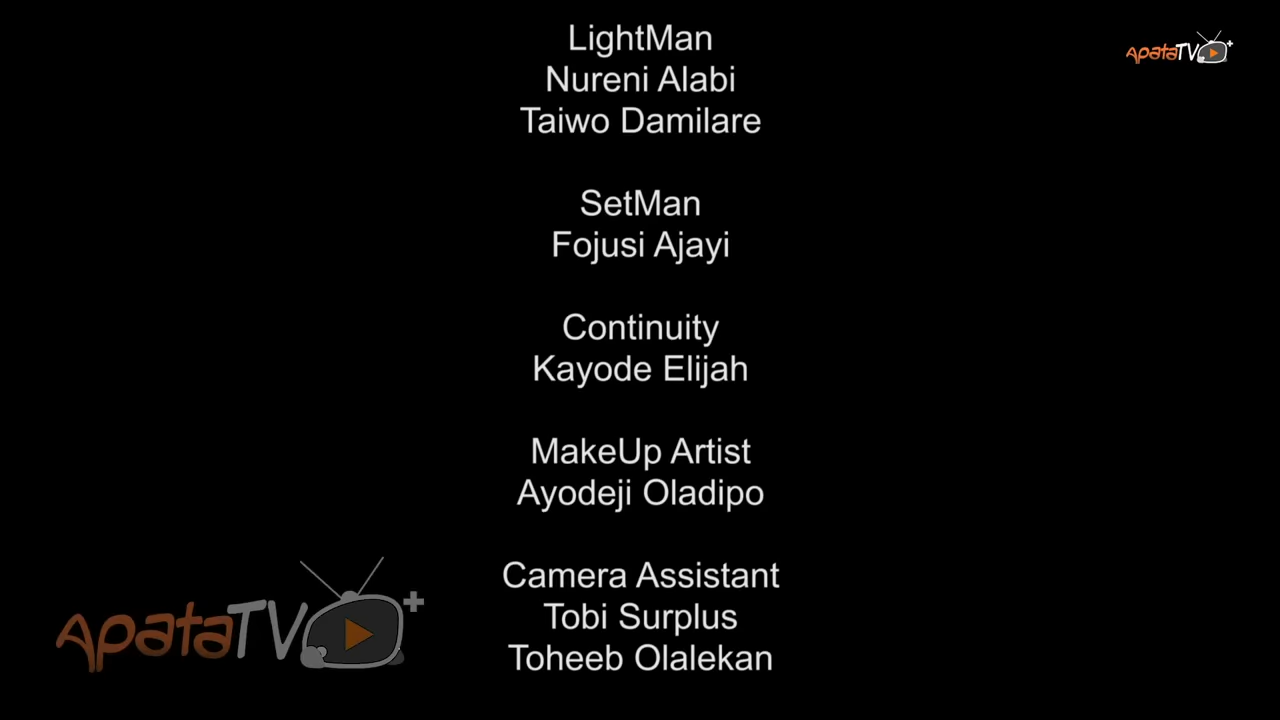 LightMan
Nureni Alabi
Taiwo Damilare
SetMan
Fojusi Ajayi
Continuity
Kayode Elijah
MakeUp Artist
Ayodeji Oladipo
Camera Assistant
Tobi Surplus
Toheeb Olalekan
ApataTV+
ApataTV+